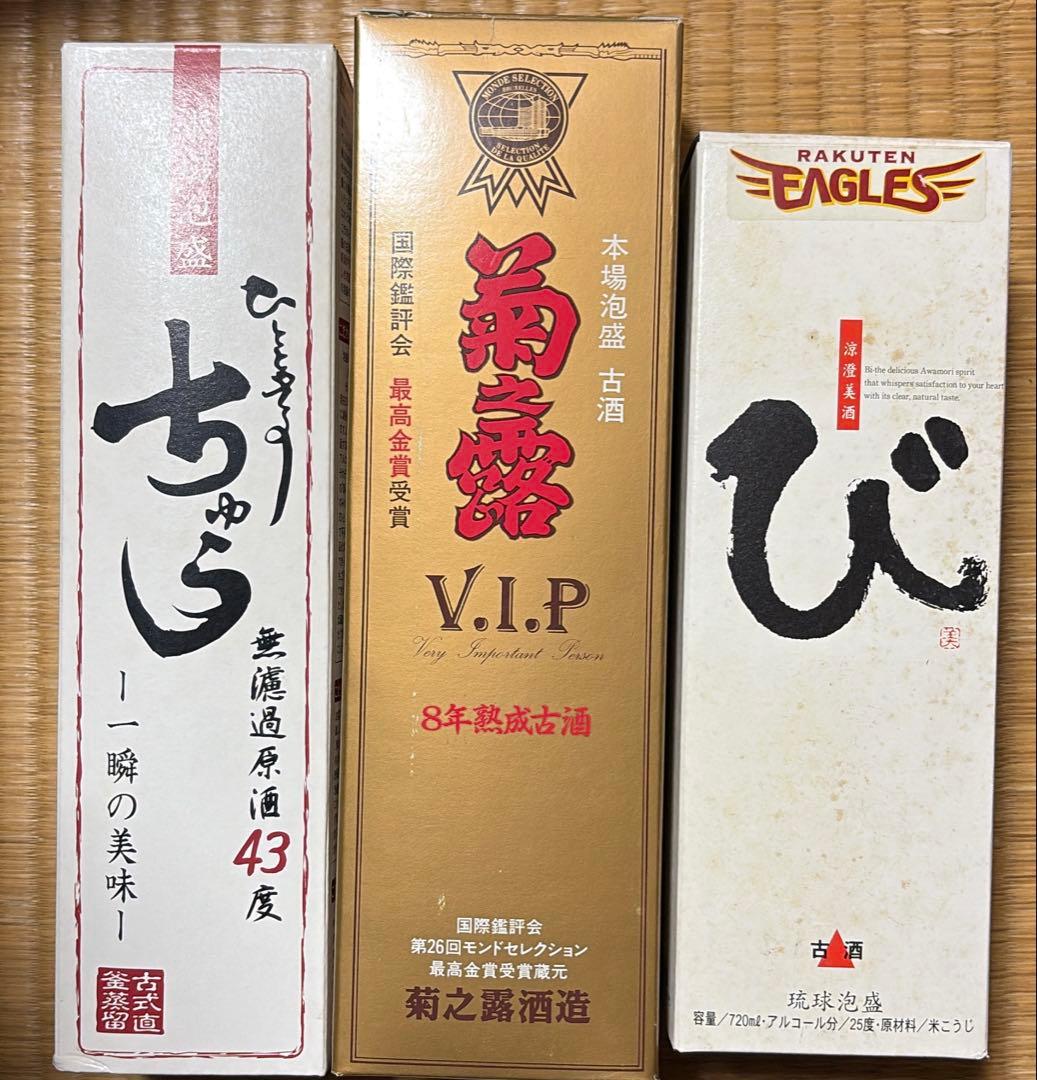 泡盛
ひとときの
ちゅら
無濾過原酒43度
ー一瞬の美味ー
古式直
釜蒸留
MONDE SELECTION
BRUXELLES
SELECTION
DE LA QUALITE
本場泡盛 古酒
菊之露
国際鑑評会 最高金賞受賞
V.I.P
Very Important Person
8年熟成古酒
国際鑑評会
第26回モンドセレクション
最高金賞受賞蔵元
菊之露酒造
RAKUTEN
EAGLES
涼澄美酒
Bi-the delicious Awamori spirit
that whispers satisfaction to your heart
with its clear, natural taste.
び
美
古酒
琉球泡盛
容量/720ml・アルコール分/25度・原材料/米こうじ